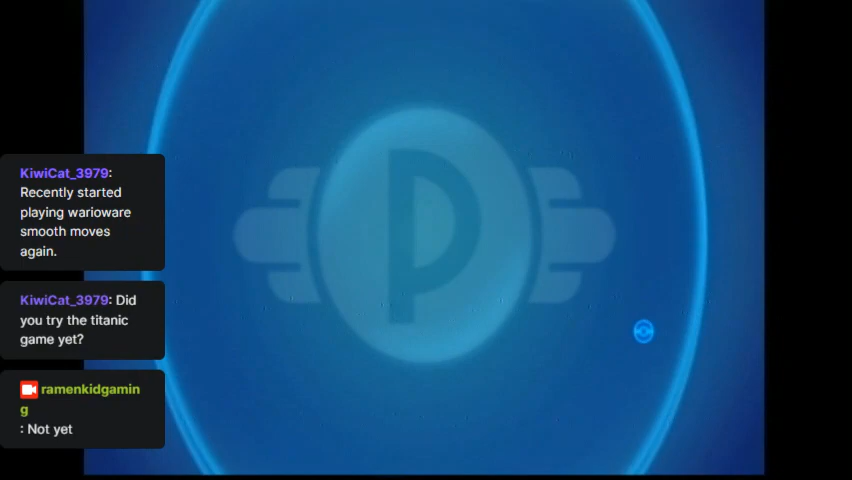 KiwiCat_3979:
Recently started
playing warioware
smooth moves
again.
KiwiCat_3979: Did
you try the titanic
game yet?
ramenkidgamin
g
: Not yet
P